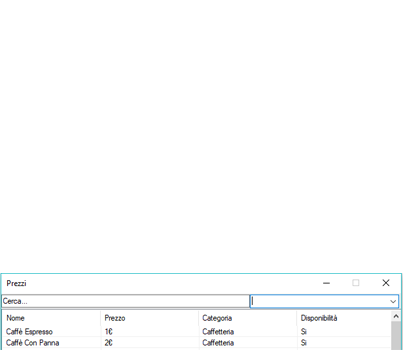 Prezzi
Cerca...
Nome Prezzo Categoria Disponibilità
Caffè Espresso 1€ Caffetteria Si
Caffè Con Panna 2€ Caffetteria Si